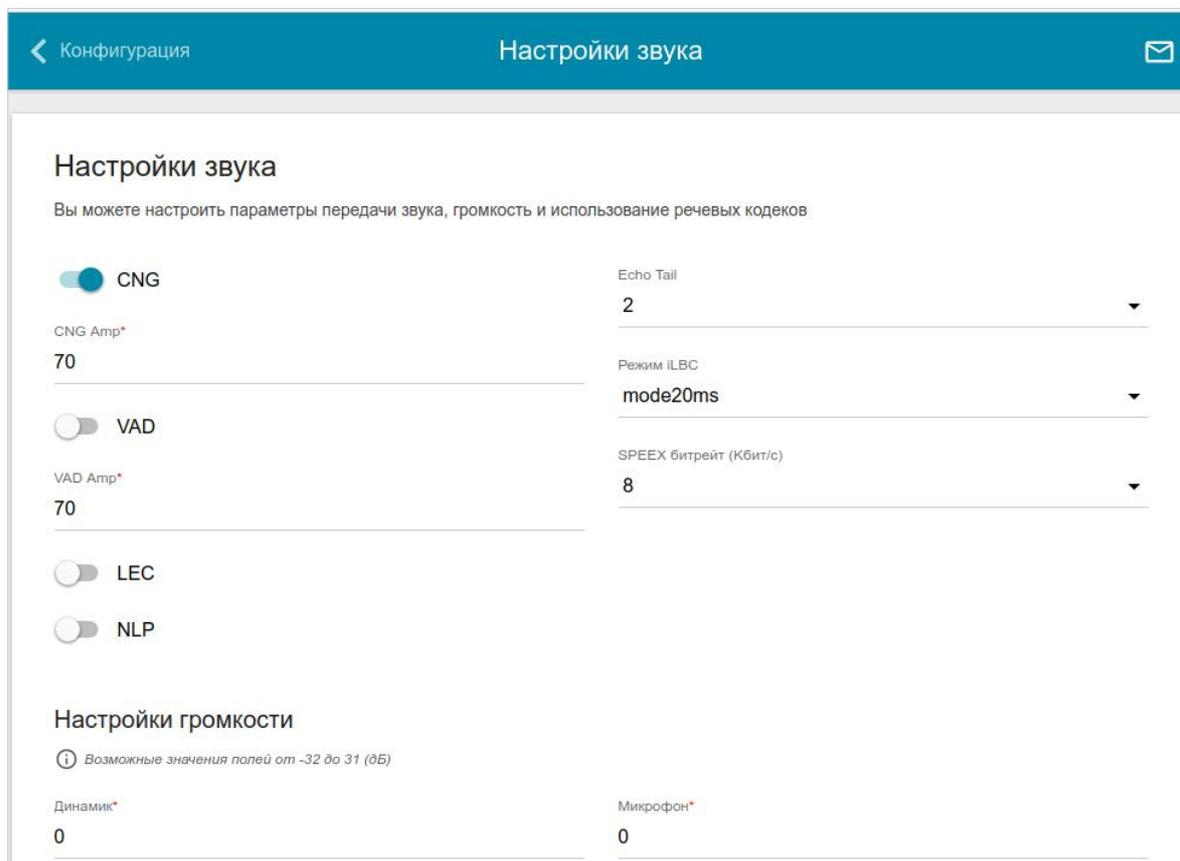 Конфигурация
Настройки звука
Настройки звука
Вы можете настроить параметры передачи звука, громкость и использование речевых кодеков
CNG
CNG Amp*
70
VAD
VAD Amp*
70
LEC
NLP
Echo Tail
2
Режим iLBC
mode20ms
SPEEX битрейт (Кбит/с)
8
Настройки громкости
Возможные значения полей от -32 до 31 (дБ)
Динамик*
0
Микрофон*
0